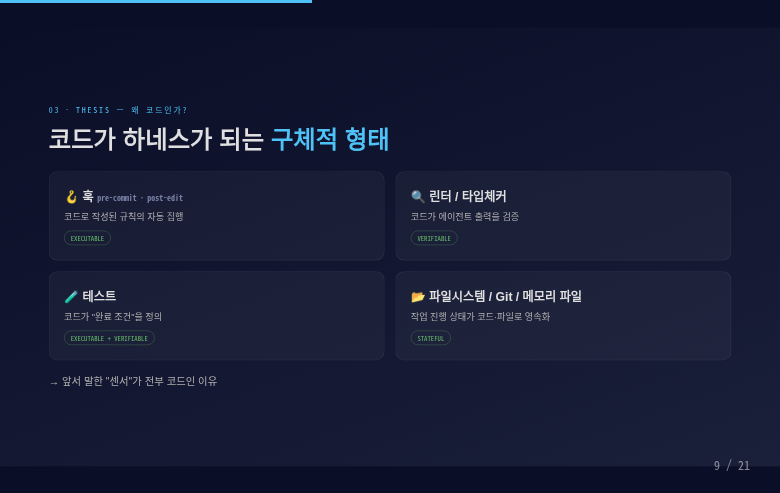 03 · THESIS — 왜 코드인가?
코드가 하네스가 되는 구체적 형태
🪝 훅 pre-commit · post-edit
코드로 작성된 규칙의 자동 집행
EXECUTABLE
🔍 린터 / 타입체커
코드가 에이전트 출력을 검증
VERIFIABLE
🧪 테스트
코드가 "완료 조건"을 정의
EXECUTABLE + VERIFIABLE
📂 파일시스템 / Git / 메모리 파일
작업 진행 상태가 코드·파일로 영속화
STATEFUL
→ 앞서 말한 "센서"가 전부 코드인 이유
9 / 21